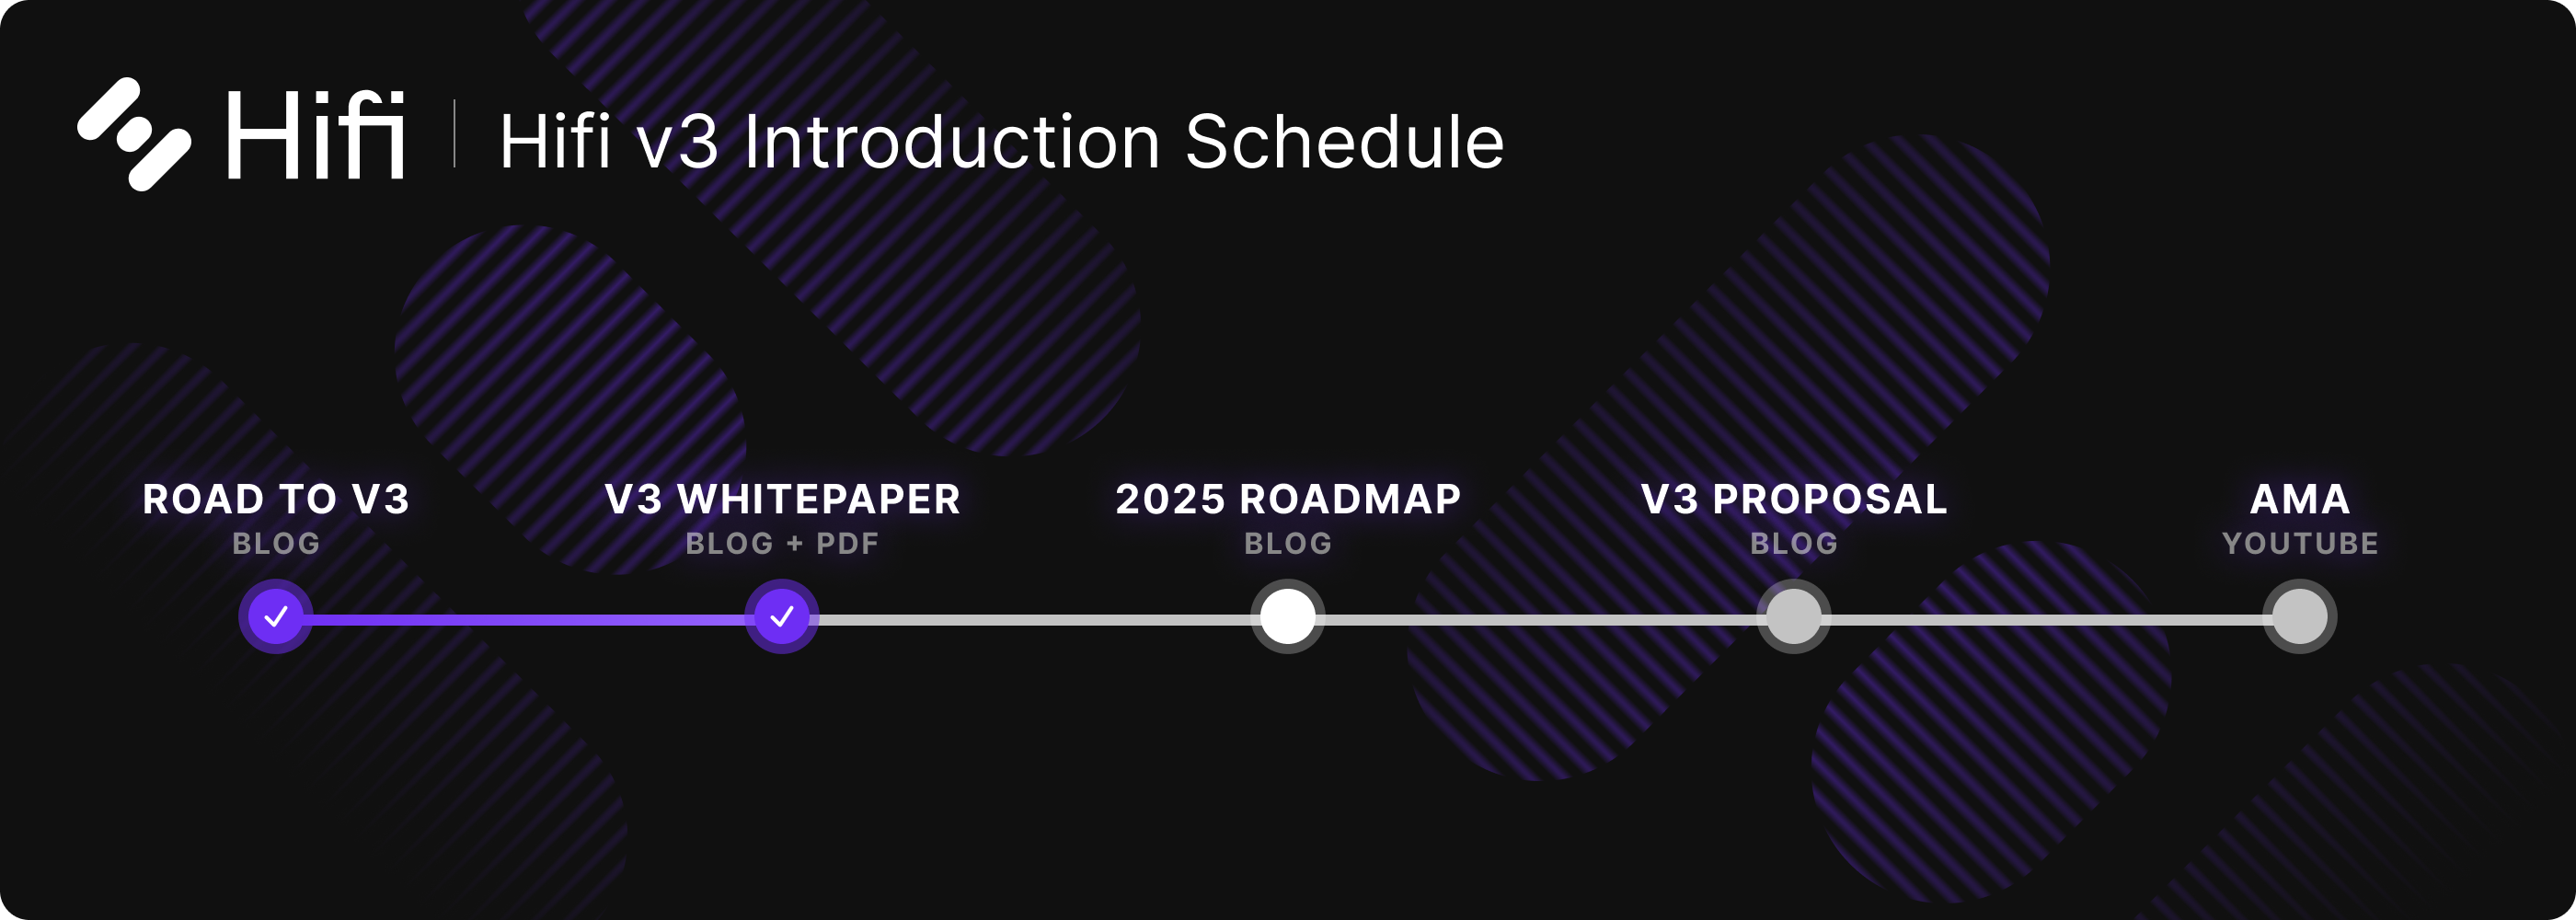 Hifi
Hifi v3 Introduction Schedule
ROAD TO V3
BLOG
V3 WHITEPAPER
BLOG + PDF
2025 ROADMAP
BLOG
V3 PROPOSAL
BLOG
AMA
YOUTUBE